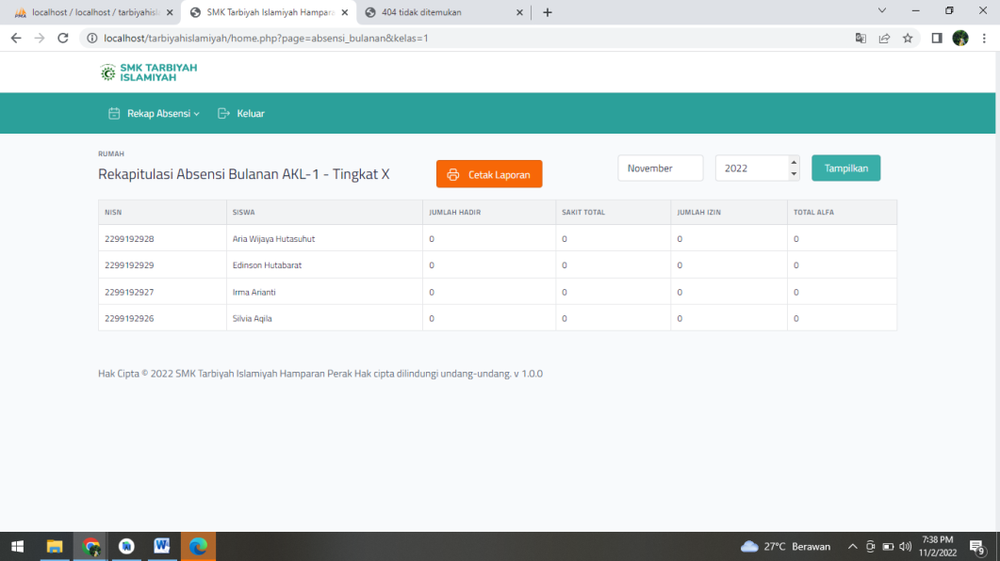 localhost / localhost / tarbiyahisl
SMK Tarbiyah Islamiyah Hampara
404 tidak ditemukan
localhost/tarbiyahislamiyah/home.php?page=absensi_bulanan&kelas=1
SMK TARBIYAH
ISLAMIYAH
Rekap Absensi Keluar
RUMAH
Rekapitulasi Absensi Bulanan AKL-1 - Tingkat X
Cetak Laporan
November
2022
Tampilkan
NISN SISWA JUMLAH HADIR SAKIT TOTAL JUMLAH IZIN TOTAL ALFA
2299192928 Aria Wijaya Hutasuhut 0 0 0 0
2299192929 Edinson Hutabarat 0 0 0 0
2299192927 Irma Arianti 0 0 0 0
2299192926 Silvia Aqila 0 0 0 0
Hak Cipta © 2022 SMK Tarbiyah Islamiyah Hamparan Perak Hak cipta dilindungi undang-undang. v 1.0.0
27°C Berawan
7:38 PM
11/2/2022
9